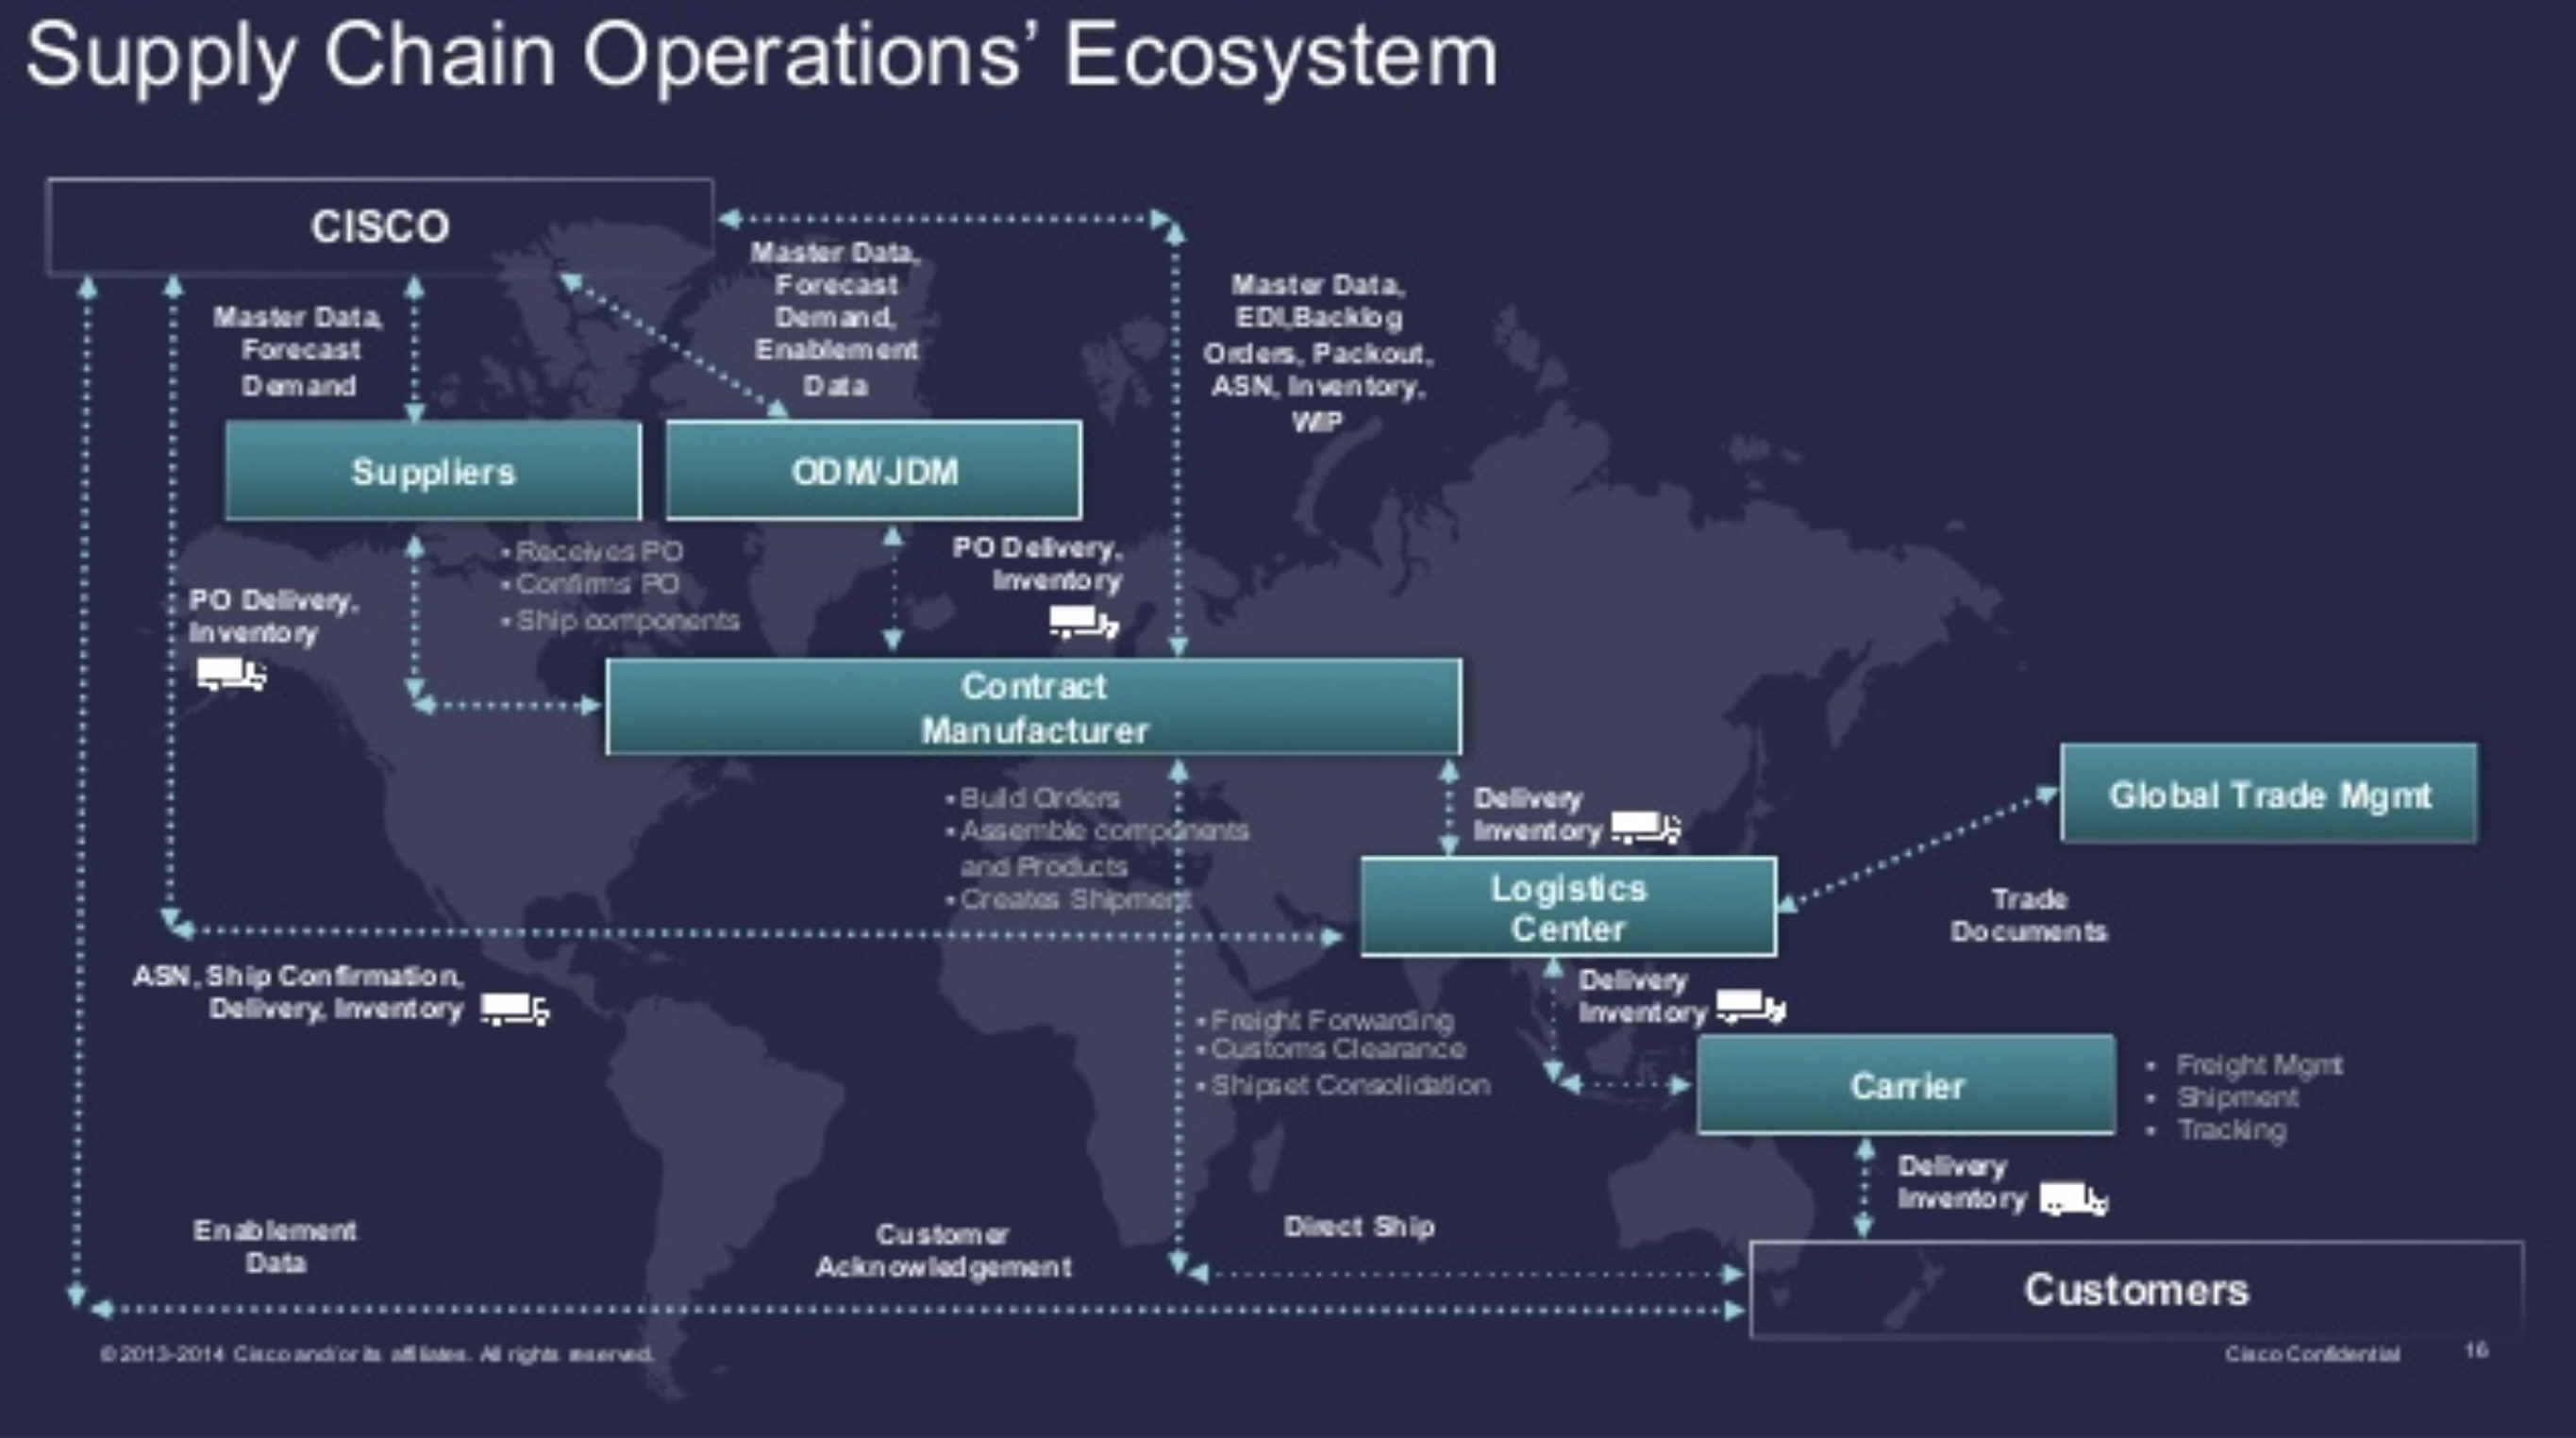 Supply Chain Operations’ Ecosystem
CISCO
Master Data,
Forecast
Demand
Master Data,
Forecast
Demand,
Enablement
Data
Master Data,
EDI,Backlog
Orders, Packout,
ASN, Inventory,
WIP
Suppliers
ODM/JDM
PO Delivery,
Inventory
▪ Receives PO
▪ Confirms PO
▪ Ship components
PO Delivery,
Inventory
Contract
Manufacturer
▪ Build Orders
▪ Assemble components
and Products
▪ Creates Shipment
Delivery
Inventory
Global Trade Mgmt
Logistics
Center
Trade
Documents
ASN, Ship Confirmation,
Delivery, Inventory
Delivery
Inventory
▪ Freight Forwarding
▪ Customs Clearance
▪ Shipset Consolidation
Carrier
▪ Freight Mgmt
▪ Shipment
▪ Tracking
Delivery
Inventory
Enablement
Data
Customer
Acknowledgement
Direct Ship
Customers
© 2013-2014 Cisco and/or its affiliates. All rights reserved.
Cisco Confidential
16